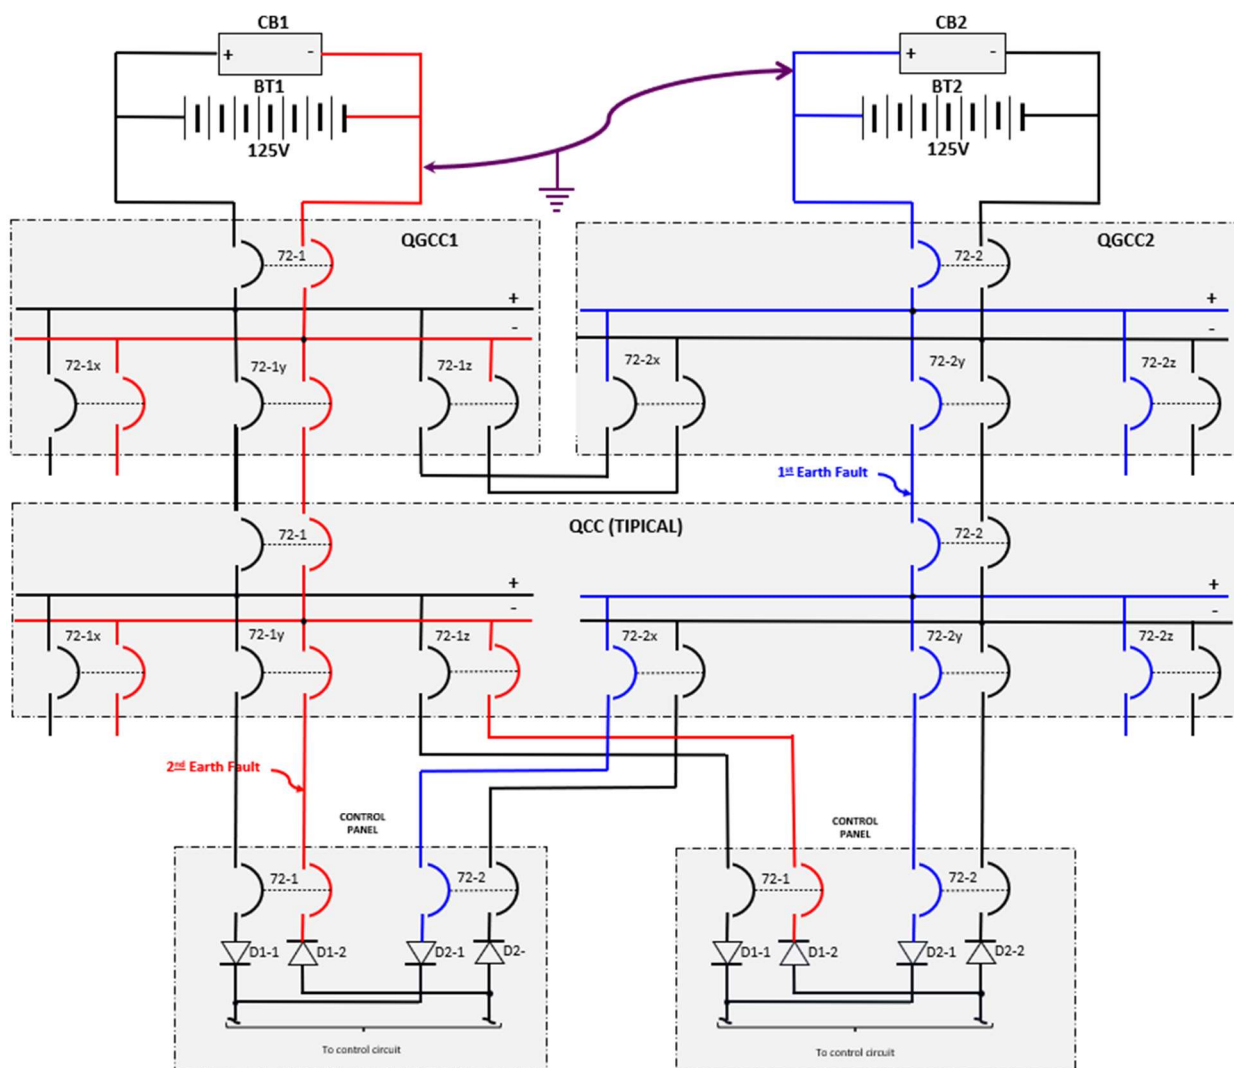 CB1
+ -
BT1
125V
CB2
+ -
BT2
125V
QGCC1
72-1
+
-
72-1x
72-1y
72-1z
QGCC2
72-2
+
-
72-2x
72-2y
72-2z
1st Earth Fault
QCC (TIPICAL)
72-1
72-2
+
-
72-1x
72-1y
72-1z
+
-
72-2x
72-2y
72-2z
2nd Earth Fault
CONTROL
PANEL
72-1
72-2
D1-1
D1-2
D2-1
D2-
To control circuit
CONTROL
PANEL
72-1
72-2
D1-1
D1-2
D2-1
D2-2
To control circuit